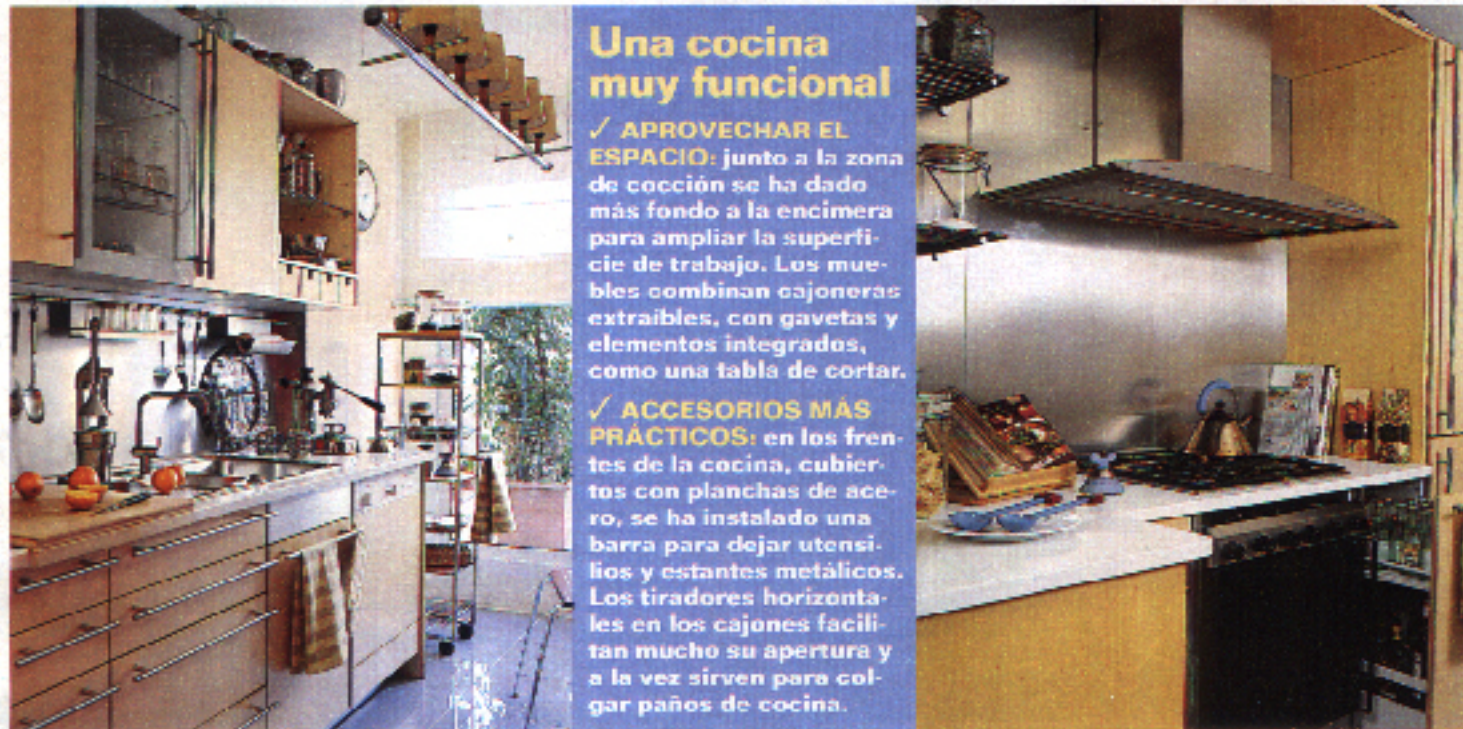 Una cocina
muy funcional
✓ APROVECHAR EL
ESPACIO: junto a la zona
de cocción se ha dado
más fondo a la encimera
para ampliar la superfi-
cie de trabajo. Los mue-
bles combinan cajoneras
extraíbles, con gavetas y
elementos integrados,
como una tabla de cortar.
✓ ACCESORIOS MÁS
PRÁCTICOS: en los fren-
tes de la cocina, cubier-
tos con planchas de ace-
ro, se ha instalado una
barra para dejar utensi-
lios y estantes metálicos.
Los tiradores horizonta-
les en los cajones facili-
tan mucho su apertura y
a la vez sirven para col-
gar paños de cocina.